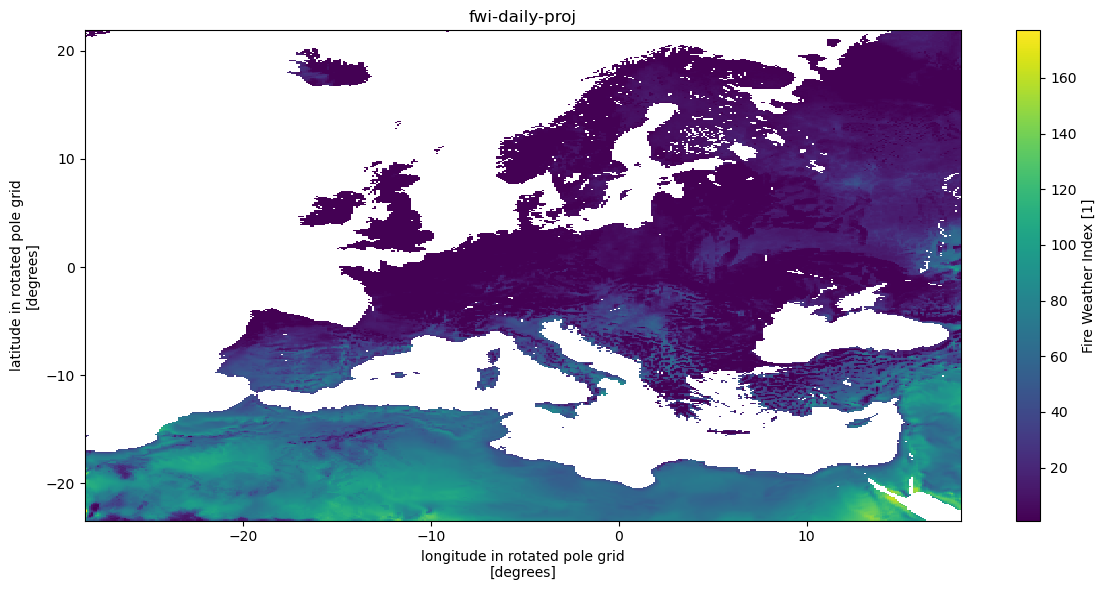 fwi-daily-proj
20
10
0
−10
−20
latitude in rotated pole grid
[degrees]
−20
−10
0
10
longitude in rotated pole grid
[degrees]
160
140
120
100
80
60
40
20
Fire Weather Index [1]